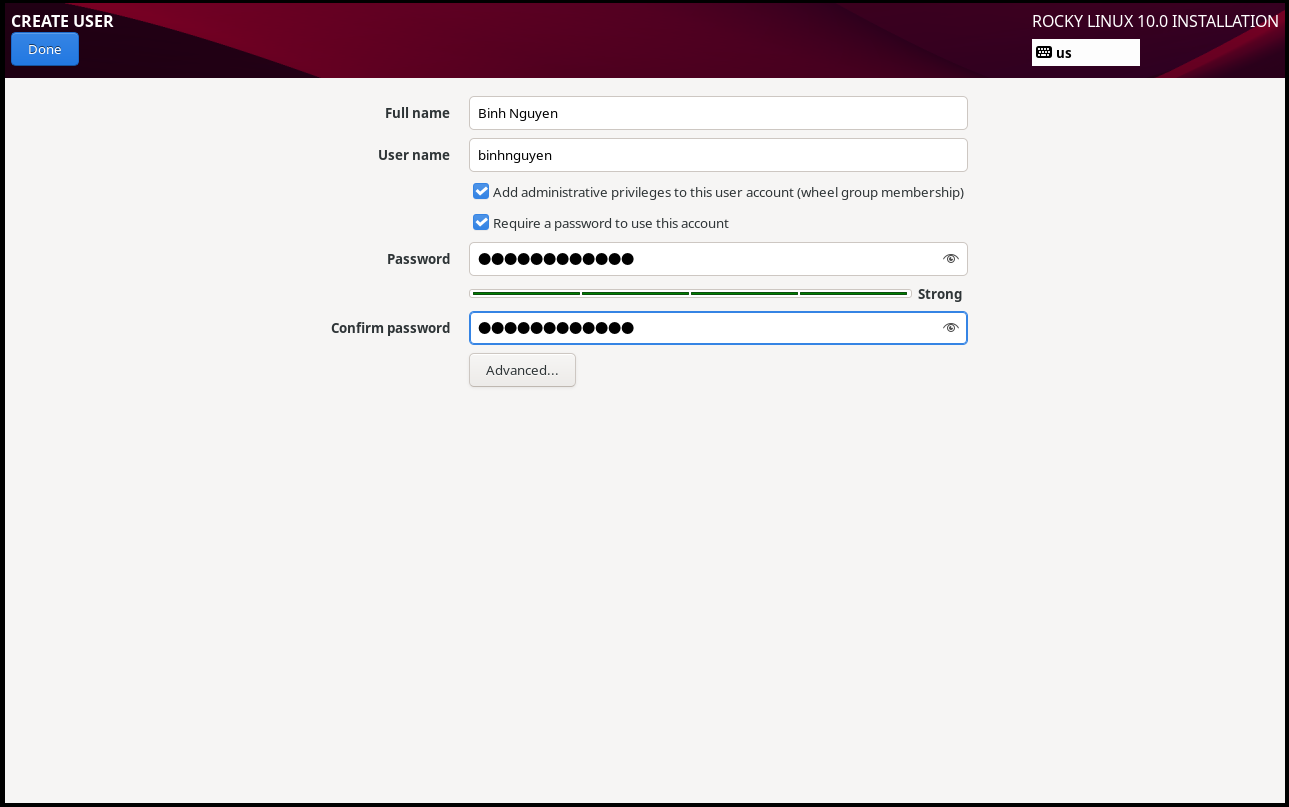 CREATE USER
ROCKY LINUX 10.0 INSTALLATION
Done
us
Full name
Binh Nguyen
User name
binhnguyen
Add administrative privileges to this user account (wheel group membership)
Require a password to use this account
Password
●●●●●●●●●●●●
Strong
Confirm password
●●●●●●●●●●●●
Advanced...